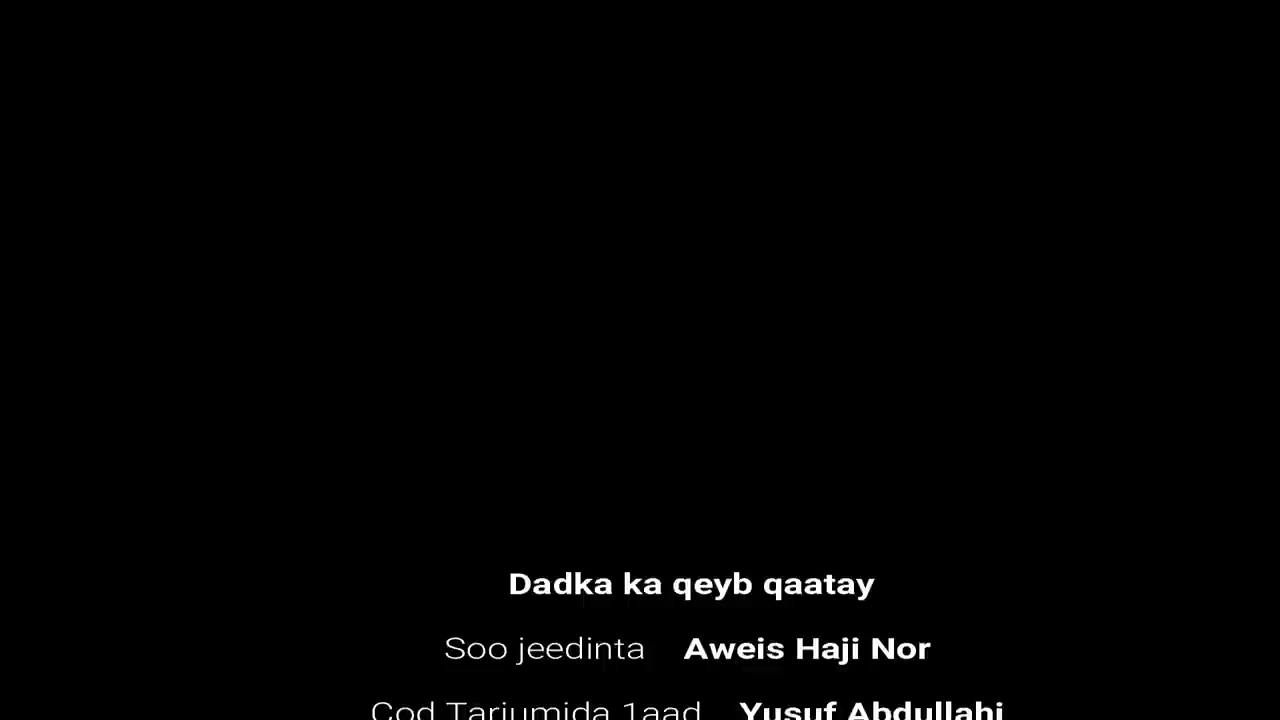 Dadka ka qeyb qaatay
Soo jeedinta Aweis Haji Nor
Cod Tarjumida 1aad Yusuf Abdullahi